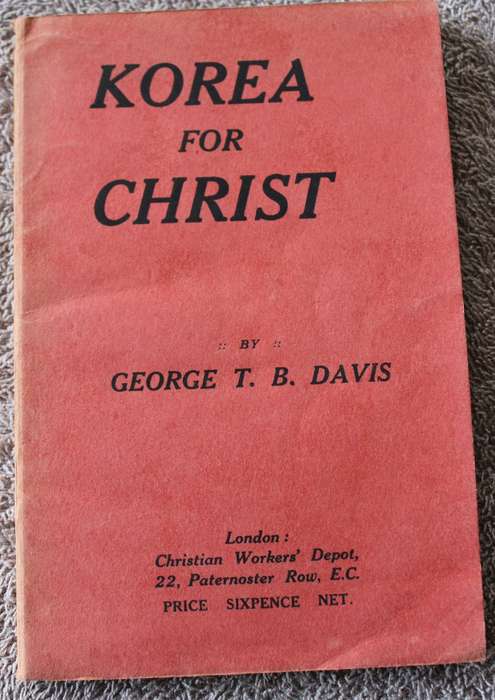 KOREA
FOR
CHRIST
:: BY ::
GEORGE T. B. DAVIS
London :
Christian Workers' Depot,
22, Paternoster Row, E.C.
PRICE SIXPENCE NET.